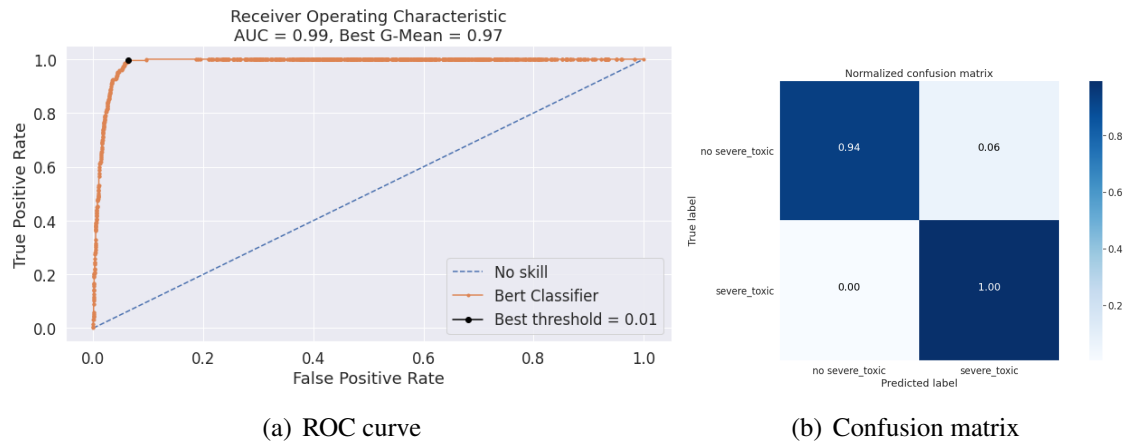 Receiver Operating Characteristic
AUC = 0.99, Best G-Mean = 0.97
True Positive Rate
1.0
0.8
0.6
0.4
0.2
0.0
No skill
Bert Classifier
Best threshold = 0.01
0.0 0.2 0.4 0.6 0.8 1.0
False Positive Rate
(a) ROC curve
Normalized confusion matrix
True label
no severe_toxic
0.94 0.06
severe_toxic
0.00 1.00
no severe_toxic severe_toxic
Predicted label
0.8
0.6
0.4
0.2
(b) Confusion matrix